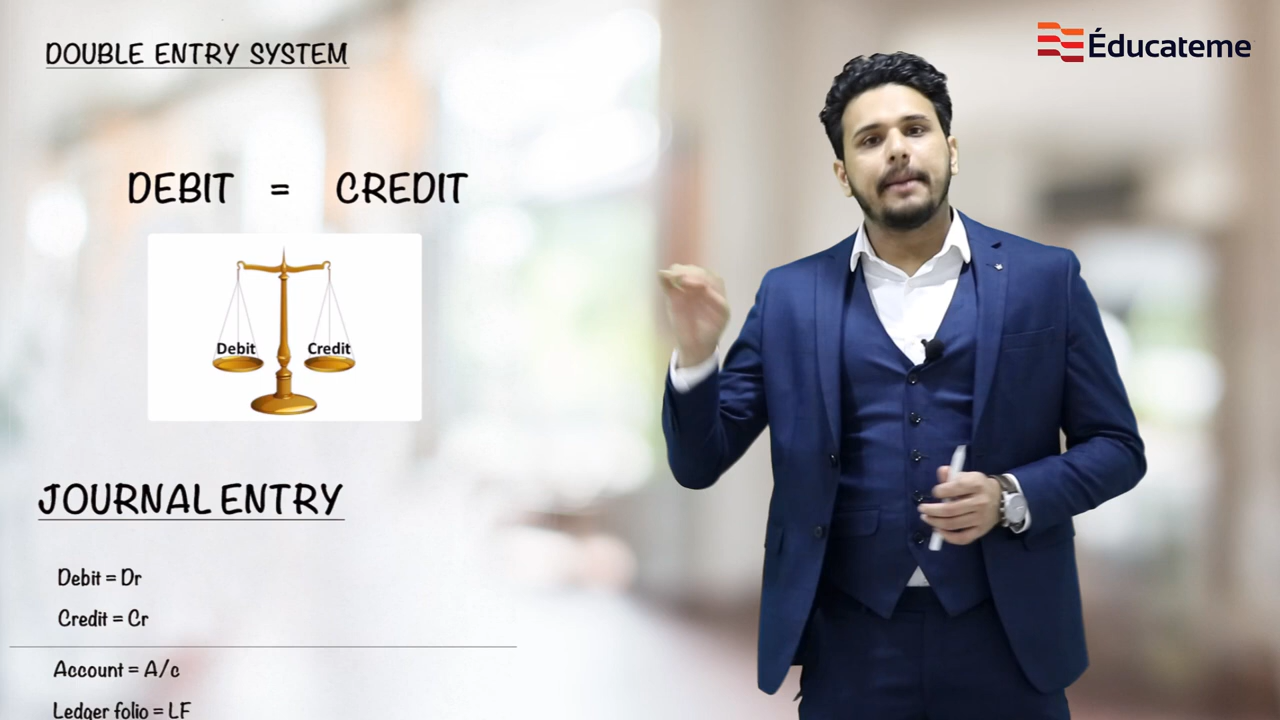 DOUBLE ENTRY SYSTEM
Éducateme
DEBIT = CREDIT
Debit Credit
JOURNAL ENTRY
Debit = Dr
Credit = Cr
Account = A/c
Ledger folio = LF